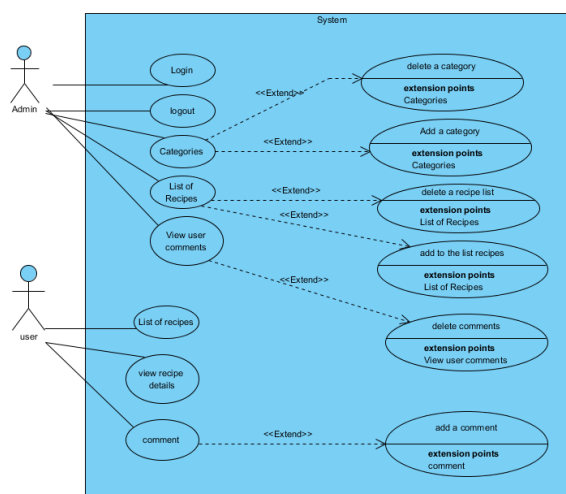 System
delete a category
extension points
Categories
<<Extend>>
Login
Admin
logout
Add a category
extension points
Categories
<<Extend>>
Categories
List of
Recipes
<<Extend>>
delete a recipe list
extension points
List of Recipes
View user
comments
<<Extend>>
add to the list recipes
extension points
List of Recipes
<<Extend>>
delete comments
extension points
View user comments
List of recipes
user
view recipe
details
comment
<<Extend>>
add a comment
extension points
comment